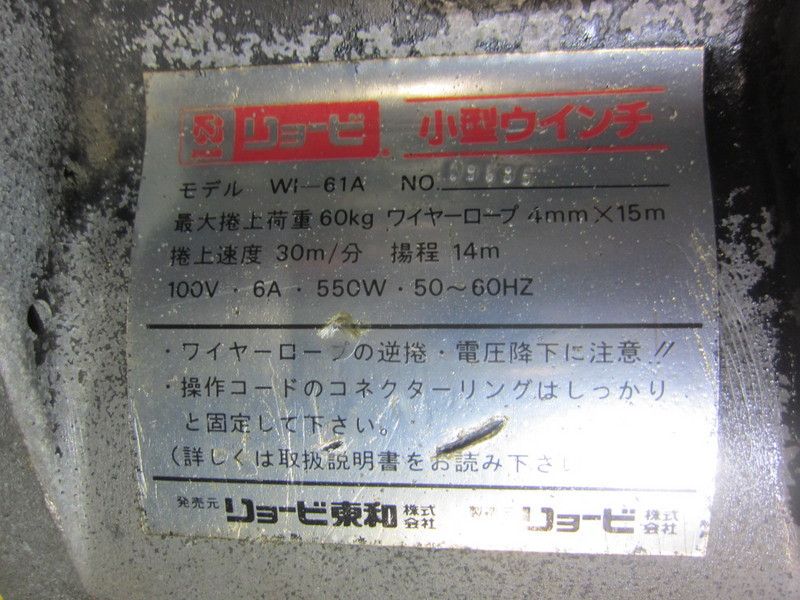 リョービ 小型ウインチ
モデル WI-61A NO.
最大捲上荷重 60kg ワイヤーロープ 4mm×15m
捲上速度 30m/分 揚程 14m
100V・6A・550W・50〜60HZ
・ワイヤーロープの逆捲・電圧降下に注意〃
・操作コードのコネクターリングはしっかり
と固定して下さい。
(詳しくは取扱説明書をお読み下さい
発売元 リョービ東和株式会社 製造元 リョービ株式会社